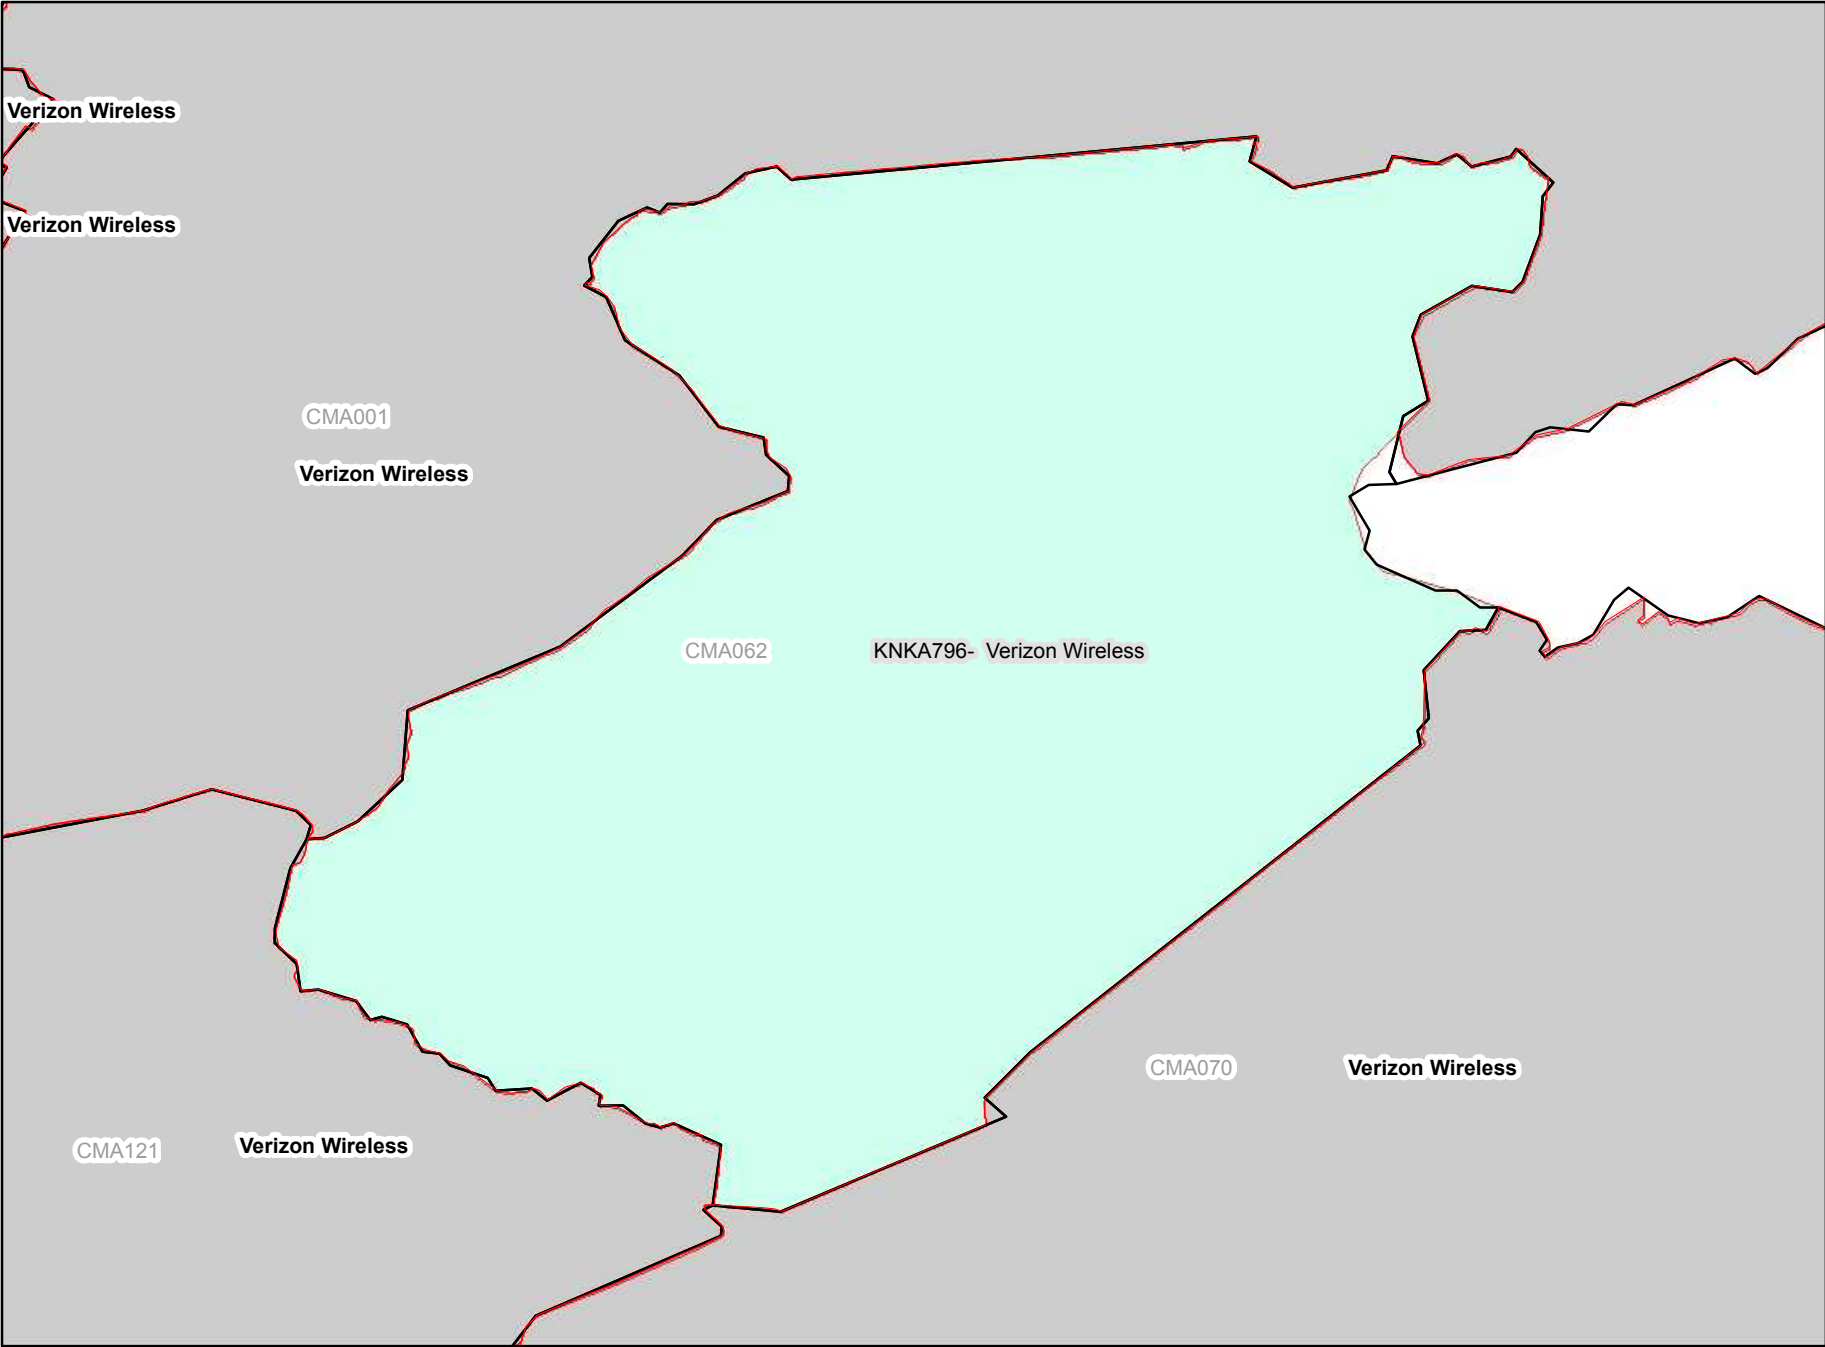 Verizon Wireless
Verizon Wireless
CMA001
Verizon Wireless
CMA062 KNKA796- Verizon Wireless
CMA070 Verizon Wireless
CMA121 Verizon Wireless